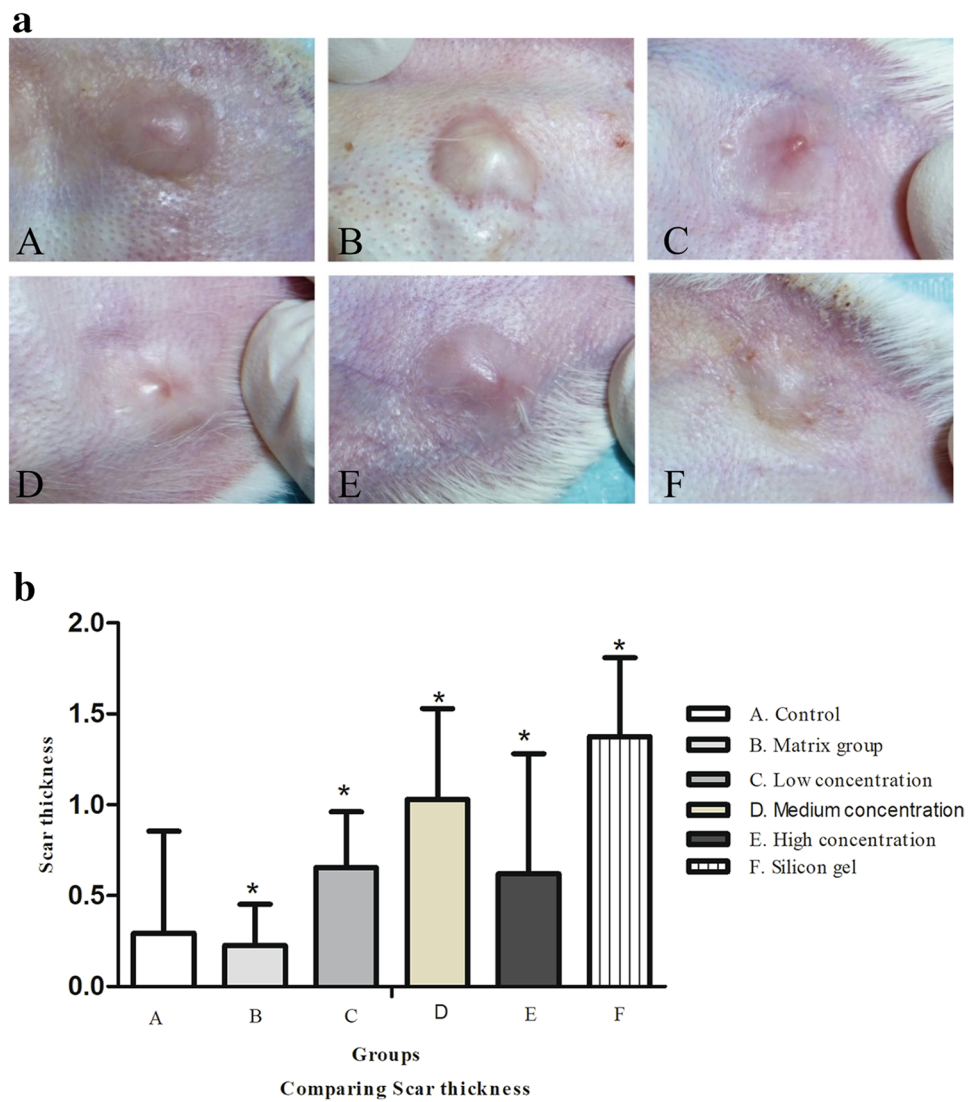 a
A
B
C
D
E
F
b
2.0
1.5
1.0
0.5
0.0
Scar thickness
*
*
*
*
*
A
B
C
D
E
F
Groups
Comparing Scar thickness
A. Control
B. Matrix group
C. Low concentration
D. Medium concentration
E. High concentration
F. Silicon gel